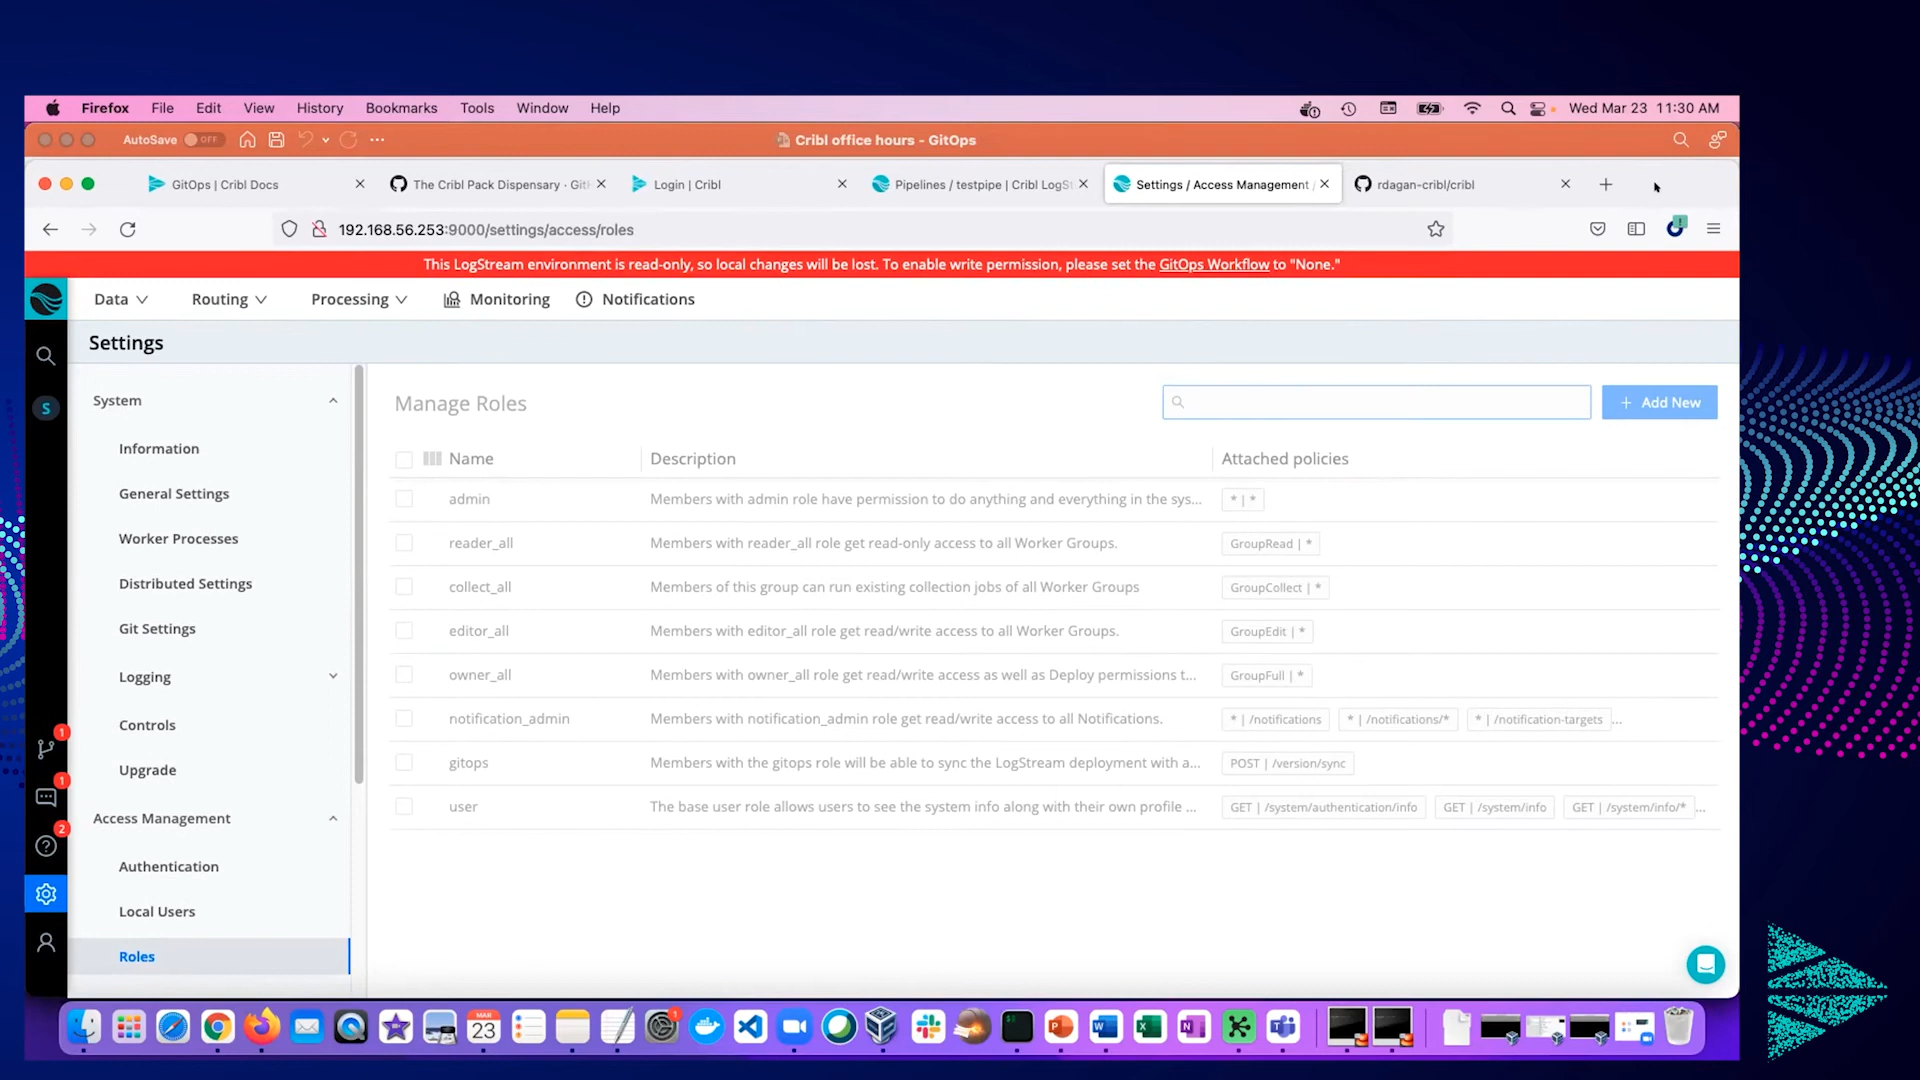 Firefox File Edit View History Bookmarks Tools Window Help Wed Mar 23 11:30 AM
AutoSave OFF Cribl office hours - GitOps
GitOps | Cribl Docs The Cribl Pack Dispensary · GitH Login | Cribl Pipelines / testpipe | Cribl LogSt Settings / Access Management / rdagan-cribl/cribl
192.168.56.253:9000/settings/access/roles
This LogStream environment is read-only, so local changes will be lost. To enable write permission, please set the GitOps Workflow to "None."
Data Routing Processing Monitoring Notifications
Settings
S
System
Information
General Settings
Worker Processes
Distributed Settings
Git Settings
Logging
Controls
Upgrade
Access Management
Authentication
Local Users
Roles
1
1
2
Manage Roles
+ Add New
Name Description Attached policies
admin Members with admin role have permission to do anything and everything in the sys... * | *
reader_all Members with reader_all role get read-only access to all Worker Groups. GroupRead | *
collect_all Members of this group can run existing collection jobs of all Worker Groups GroupCollect | *
editor_all Members with editor_all role get read/write access to all Worker Groups. GroupEdit | *
owner_all Members with owner_all role get read/write access as well as Deploy permissions t... GroupFull | *
notification_admin Members with notification_admin role get read/write access to all Notifications. * | /notifications * | /notifications/* * | /notification-targets ...
gitops Members with the gitops role will be able to sync the LogStream deployment with a... POST | /version/sync
user The base user role allows users to see the system info along with their own profile ... GET | /system/authentication/info GET | /system/info GET | /system/info/* ...
MAR
23
1